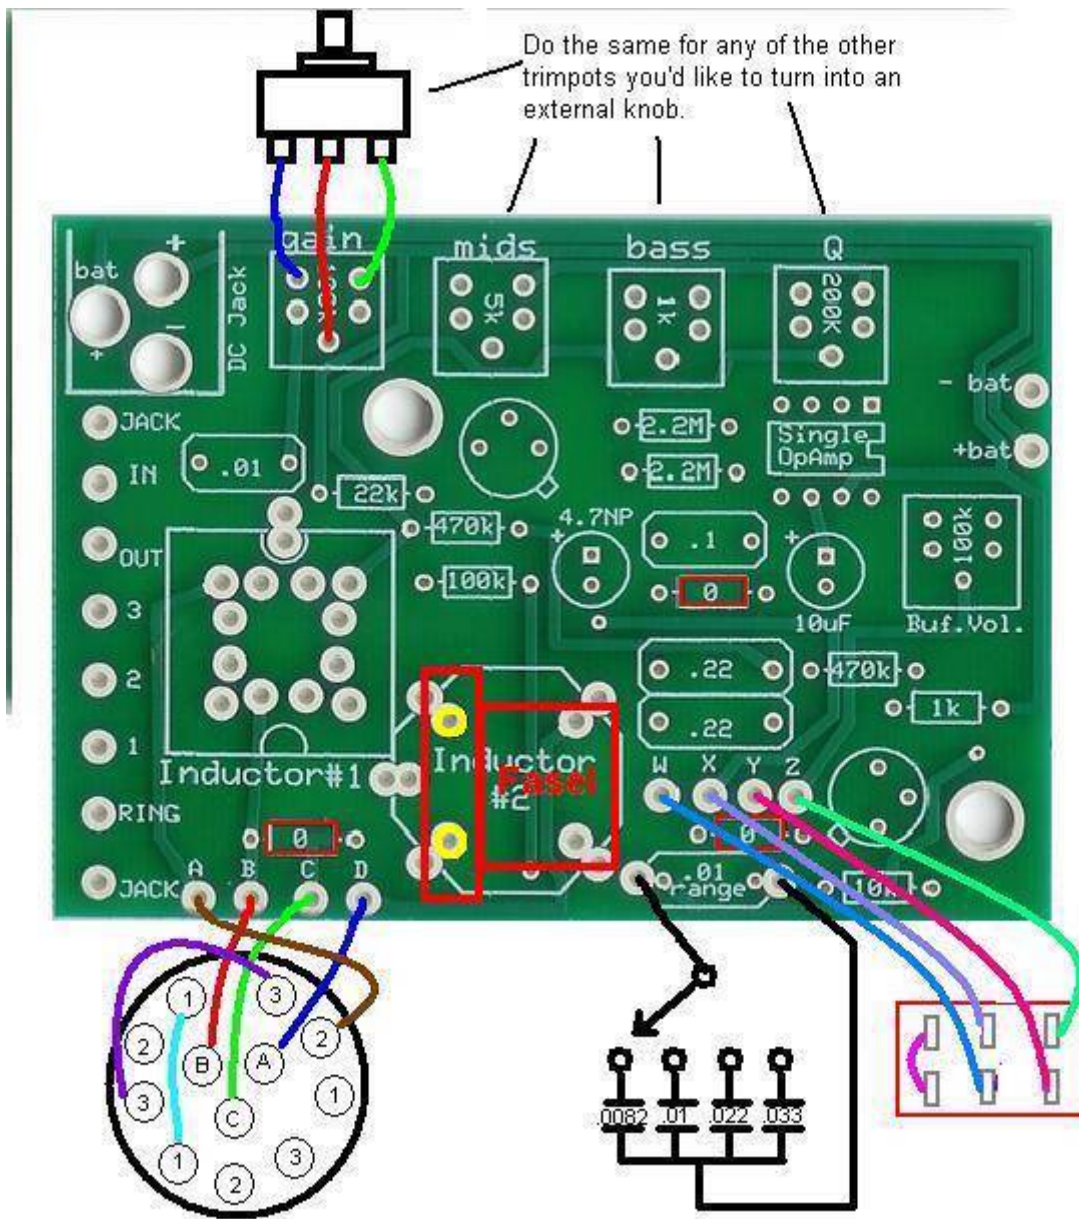 Do the same for any of the other
trimpots you'd like to turn into an
external knob.
gain
mids
bass
Q
bat
+
-
+
DC Jack
5k
1k
200k
- bat
+bat
JACK
IN
OUT
3
2
1
RING
JACK
.01
22k
470k
100k
2.2M
2.2M
Single
OpAmp
4.7NP
+
.1
0
+
10uF
100k
Buf.Vol.
.22
.22
470k
1k
Inductor#1
Inductor
#2
Fasel
W X Y Z
0
0
.01
range
10k
A B C D
1
3
2
2
B
A
3
C
1
1
3
2
.0082
.01
.022
.033